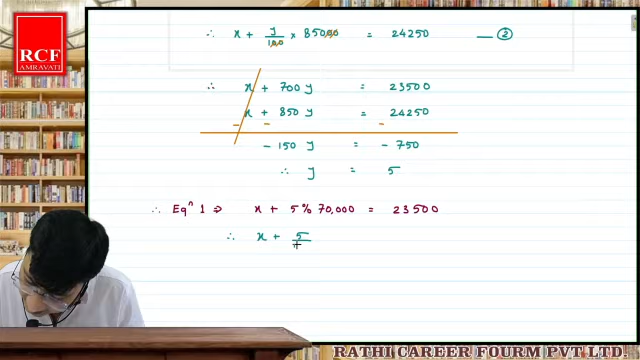 RCF
AMRAVATI
∴ x + y/100 × 85000 = 24250 — ②
∴ x + 700 y = 23500
x + 850 y = 24250
− − −
− 150 y = − 750
∴ y = 5
∴ Eqⁿ 1 ⇒ x + 5% 70,000 = 23500
∴ x + 5/
RATHI CAREER FOURM PVT LTD.